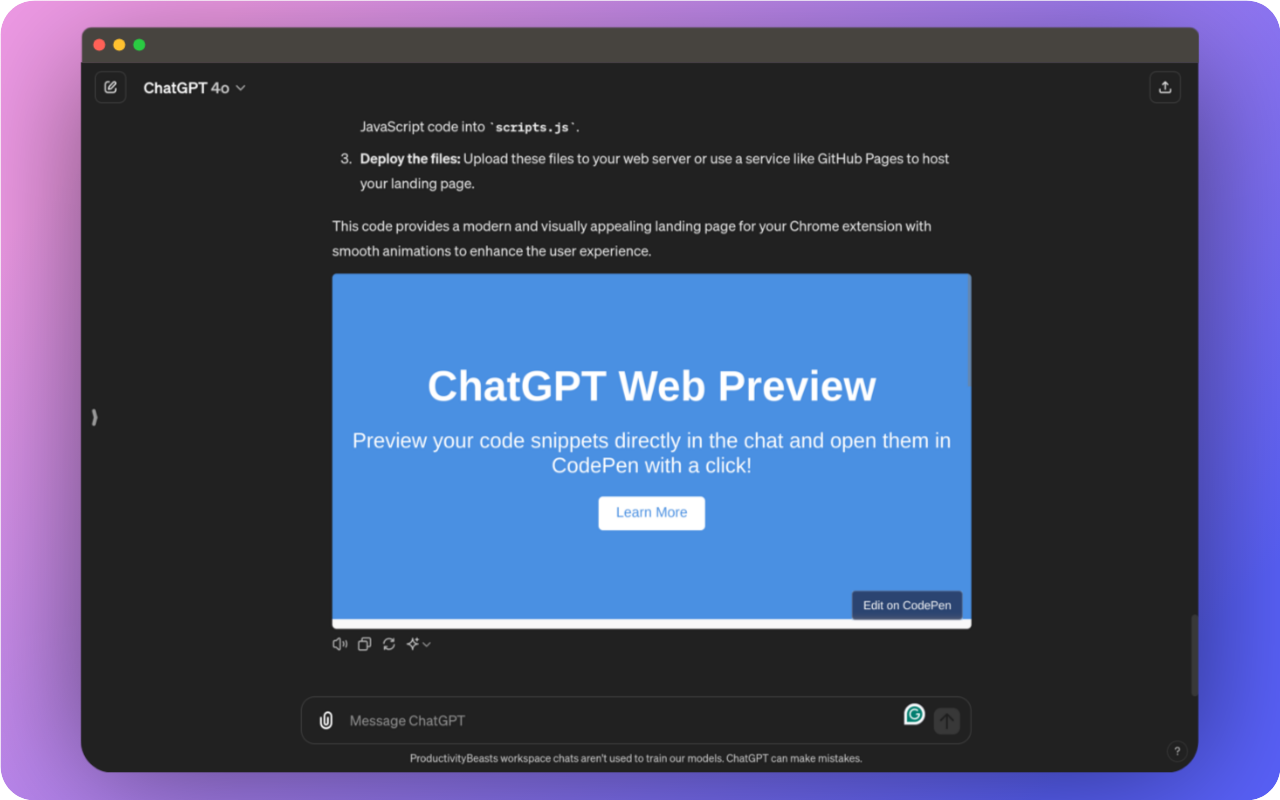 ChatGPT 4o
JavaScript code into `scripts.js`.
3. Deploy the files: Upload these files to your web server or use a service like GitHub Pages to host
your landing page.
This code provides a modern and visually appealing landing page for your Chrome extension with
smooth animations to enhance the user experience.
ChatGPT Web Preview
Preview your code snippets directly in the chat and open them in
CodePen with a click!
Learn More
Edit on CodePen
Message ChatGPT
ProductivityBeasts workspace chats aren't used to train our models. ChatGPT can make mistakes.
?